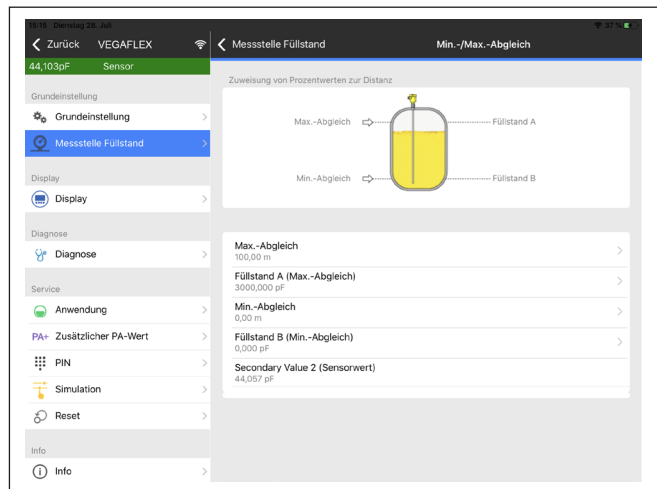 15:15 Dienstag 28. Juli
37 %
Zurück VEGAFLEX
Messstelle Füllstand
Min.-/Max.-Abgleich
44,103pF Sensor
Grundeinstellung
Grundeinstellung
Messstelle Füllstand
Display
Display
Diagnose
Diagnose
Service
Anwendung
PA+ Zusätzlicher PA-Wert
PIN
Simulation
Reset
Info
Info
Zuweisung von Prozentwerten zur Distanz
Max.-Abgleich
Füllstand A
Min.-Abgleich
Füllstand B
Max.-Abgleich
100,00 m
Füllstand A (Max.-Abgleich)
3000,000 pF
Min.-Abgleich
0,00 m
Füllstand B (Min.-Abgleich)
0,000 pF
Secondary Value 2 (Sensorwert)
44,057 pF